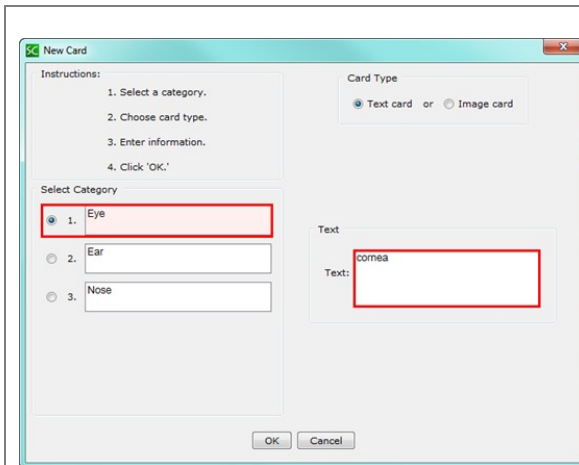 SC New Card
Instructions:
1. Select a category.
2. Choose card type.
3. Enter information.
4. Click 'OK.'
Card Type
Text card or Image card
Select Category
1. Eye
2. Ear
3. Nose
Text
Text: cornea
OK Cancel